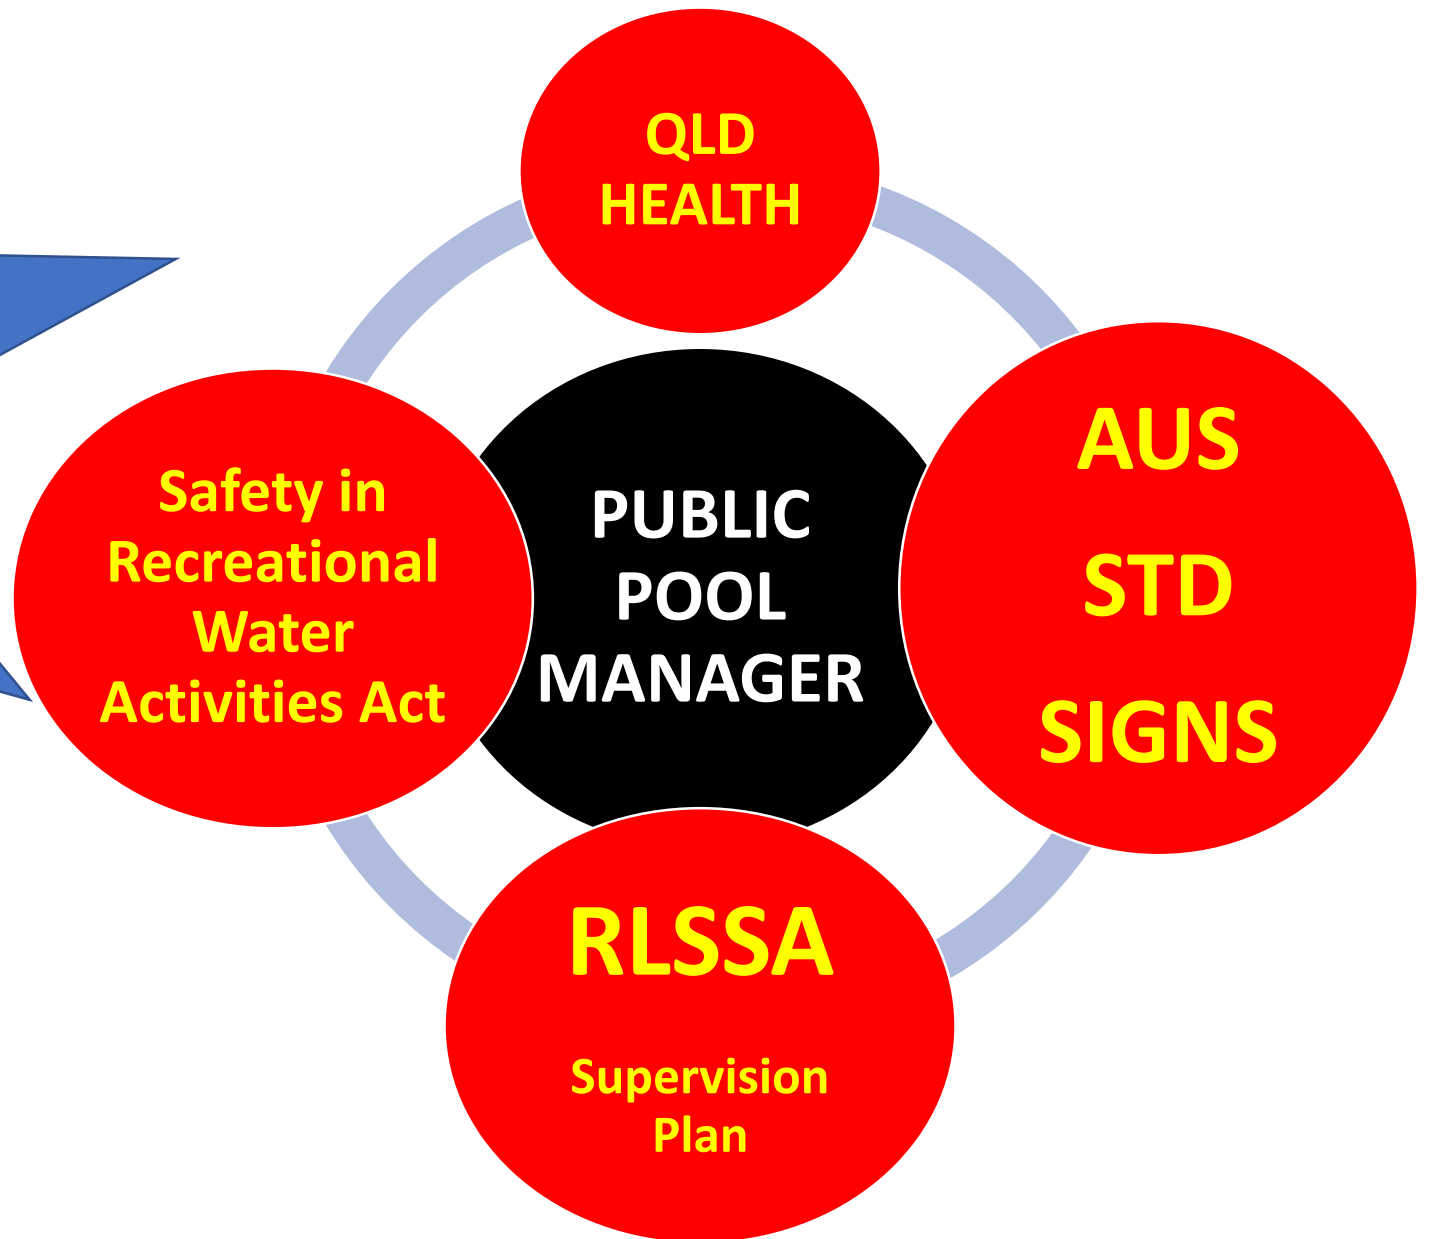 QLD
HEALTH
AUS
STD
SIGNS
Safety in
Recreational
Water
Activities Act
PUBLIC
POOL
MANAGER
RLSSA
Supervision
Plan